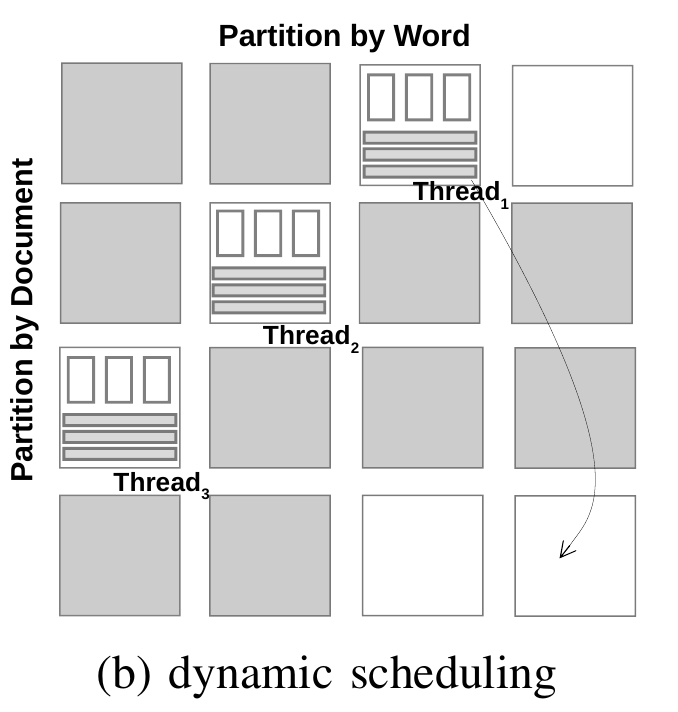 Partition by Word
Partition by Document
Thread1
Thread2
Thread3
(b) dynamic scheduling